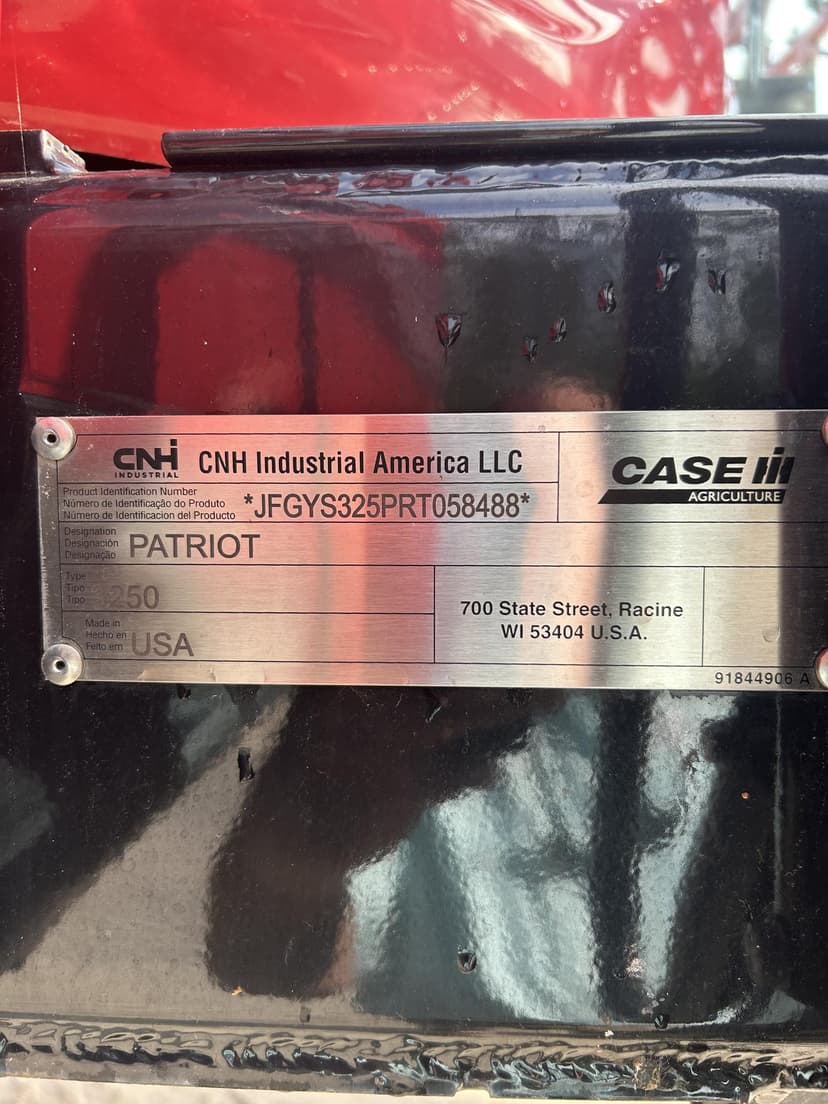 CNH
INDUSTRIAL
CNH Industrial America LLC
CASE IH
AGRICULTURE
Product Identification Number
Número de Identificação do Produto
Número de Identificacion del Producto
*JFGYS325PRT058488*
Designation
Designación
Designação
PATRIOT
Type
Tipo
Tipo
250
Made in
Hecho en
Feito em
USA
700 State Street, Racine
WI 53404 U.S.A.
91844906 A